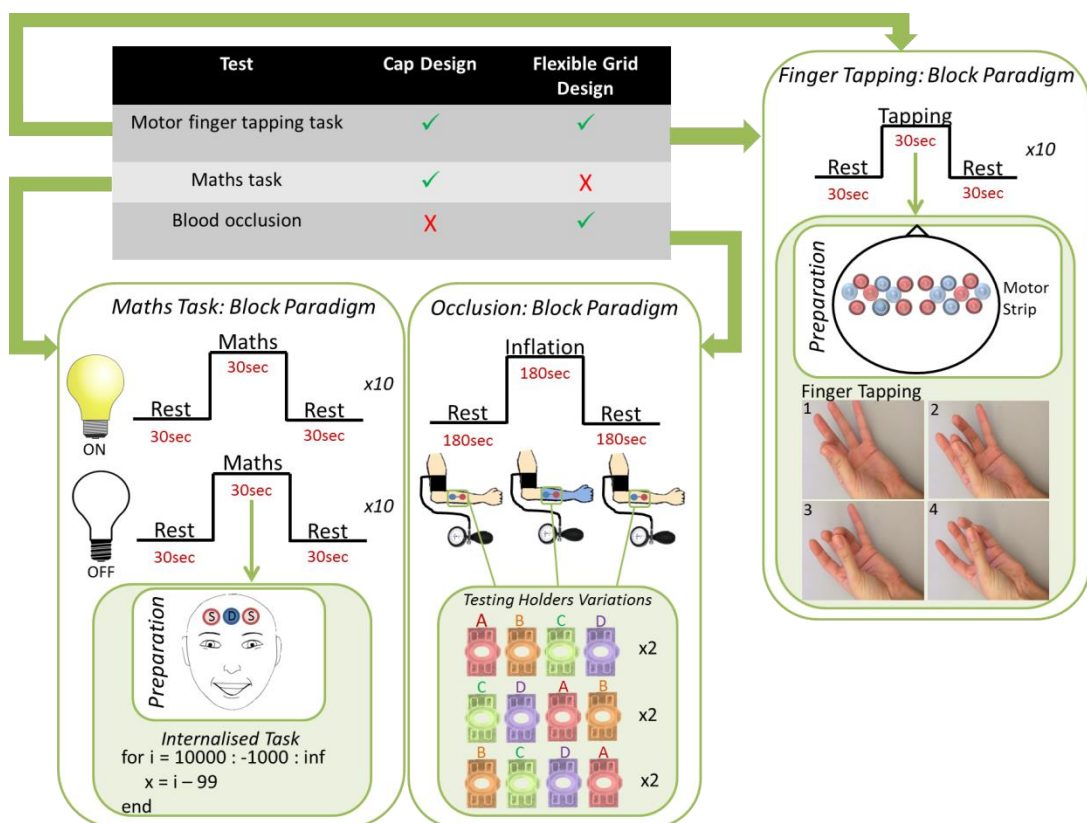 Test Cap Design Flexible Grid Design
Motor finger tapping task ✓ ✓
Maths task ✓ X
Blood occlusion X ✓
Finger Tapping: Block Paradigm
Tapping
30sec
x10
Rest Rest
30sec 30sec
Preparation
Motor
Strip
Finger Tapping
1 2
3 4
Maths Task: Block Paradigm
Maths
30sec
x10
Rest Rest
30sec 30sec
ON
Maths
30sec
x10
Rest Rest
30sec 30sec
OFF
Preparation
S D S
Internalised Task
for i = 10000 : -1000 : inf
x = i – 99
end
Occlusion: Block Paradigm
Inflation
180sec
Rest Rest
180sec 180sec
Testing Holders Variations
A B C D
x2
C D A B
x2
B C D A
x2